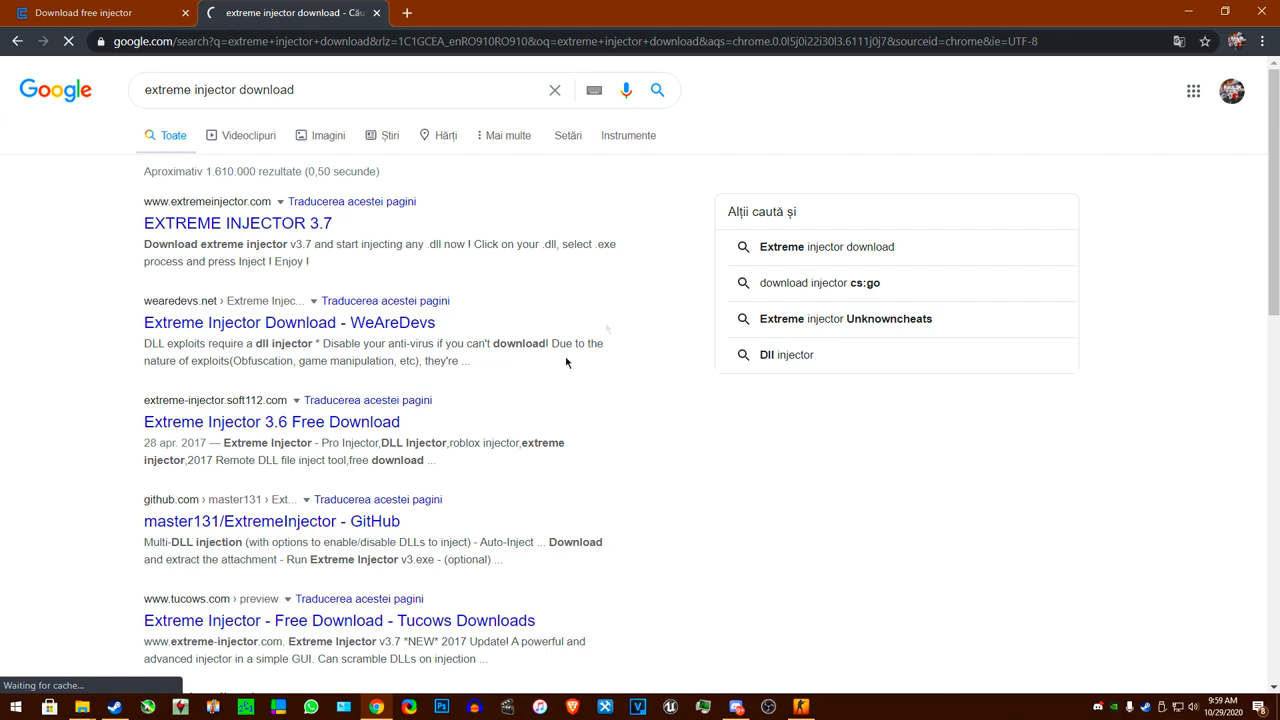 Download free injector
extreme injector download - Cău
google.com/search?q=extreme+injector+download&rlz=1C1GCEA_enRO910RO910&oq=extreme+injector+download&aqs=chrome.0.0l5j0i22i30l3.6111j0j7&sourceid=chrome&ie=UTF-8
Google
extreme injector download
Toate
Videoclipuri
Imagini
Știri
Hărți
Mai multe
Setări
Instrumente
Aproximativ 1.610.000 rezultate (0,50 secunde)
www.extremeinjector.com Traducerea acestei pagini
EXTREME INJECTOR 3.7
Download extreme injector v3.7 and start injecting any .dll now ! Click on your .dll, select .exe
process and press Inject ! Enjoy !
wearedevs.net › Extreme Injec... Traducerea acestei pagini
Extreme Injector Download - WeAreDevs
DLL exploits require a dll injector * Disable your anti-virus if you can't download! Due to the
nature of exploits(Obfuscation, game manipulation, etc), they're ...
extreme-injector.soft112.com Traducerea acestei pagini
Extreme Injector 3.6 Free Download
28 apr. 2017 — Extreme Injector - Pro Injector,DLL Injector,roblox injector,extreme
injector,2017 Remote DLL file inject tool,free download ...
github.com › master131 › Ext... Traducerea acestei pagini
master131/ExtremeInjector - GitHub
Multi-DLL injection (with options to enable/disable DLLs to inject) - Auto-Inject ... Download
and extract the attachment - Run Extreme Injector v3.exe - (optional) ...
www.tucows.com › preview Traducerea acestei pagini
Extreme Injector - Free Download - Tucows Downloads
www.extreme-injector.com. Extreme Injector v3.7 *NEW* 2017 Update! A powerful and
advanced injector in a simple GUI. Can scramble DLLs on injection ...
Alții caută și
Extreme injector download
download injector cs:go
Extreme injector Unknowncheats
Dll injector
Waiting for cache...
9:59 AM
10/29/2020
8